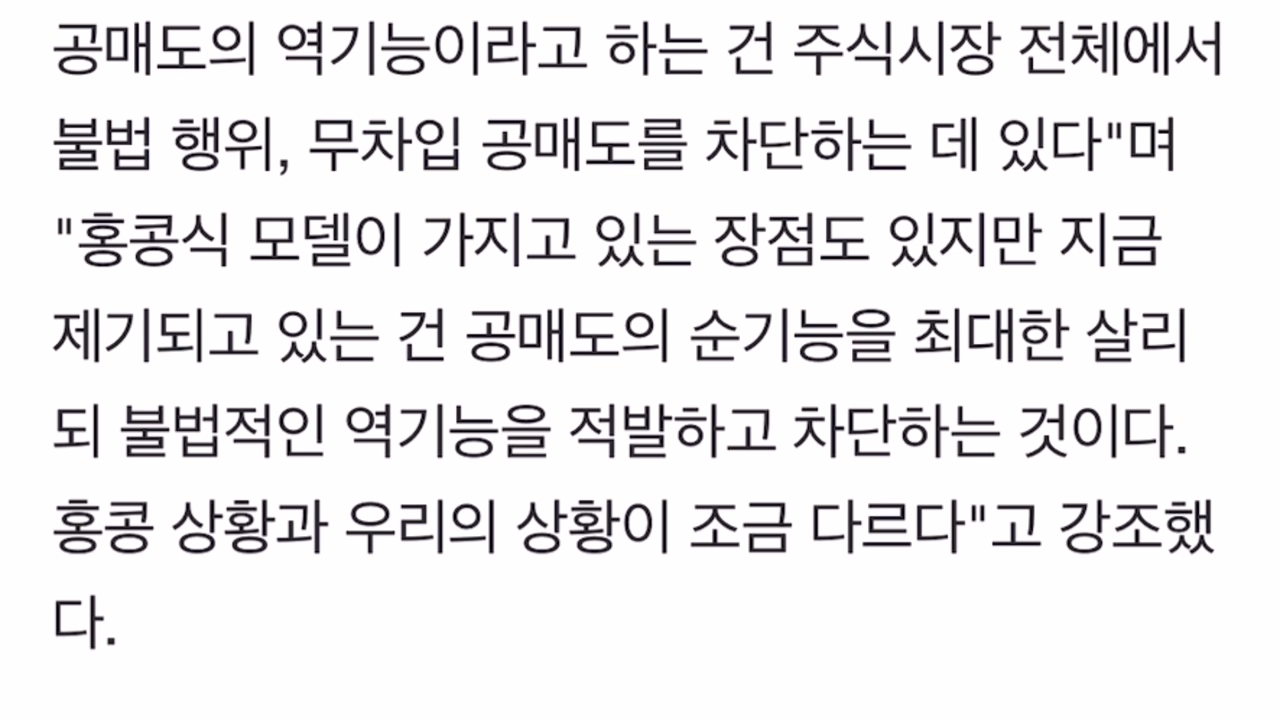 공매도의 역기능이라고 하는 건 주식시장 전체에서
불법 행위, 무차입 공매도를 차단하는 데 있다"며
"홍콩식 모델이 가지고 있는 장점도 있지만 지금
제기되고 있는 건 공매도의 순기능을 최대한 살리
되 불법적인 역기능을 적발하고 차단하는 것이다.
홍콩 상황과 우리의 상황이 조금 다르다"고 강조했
다.